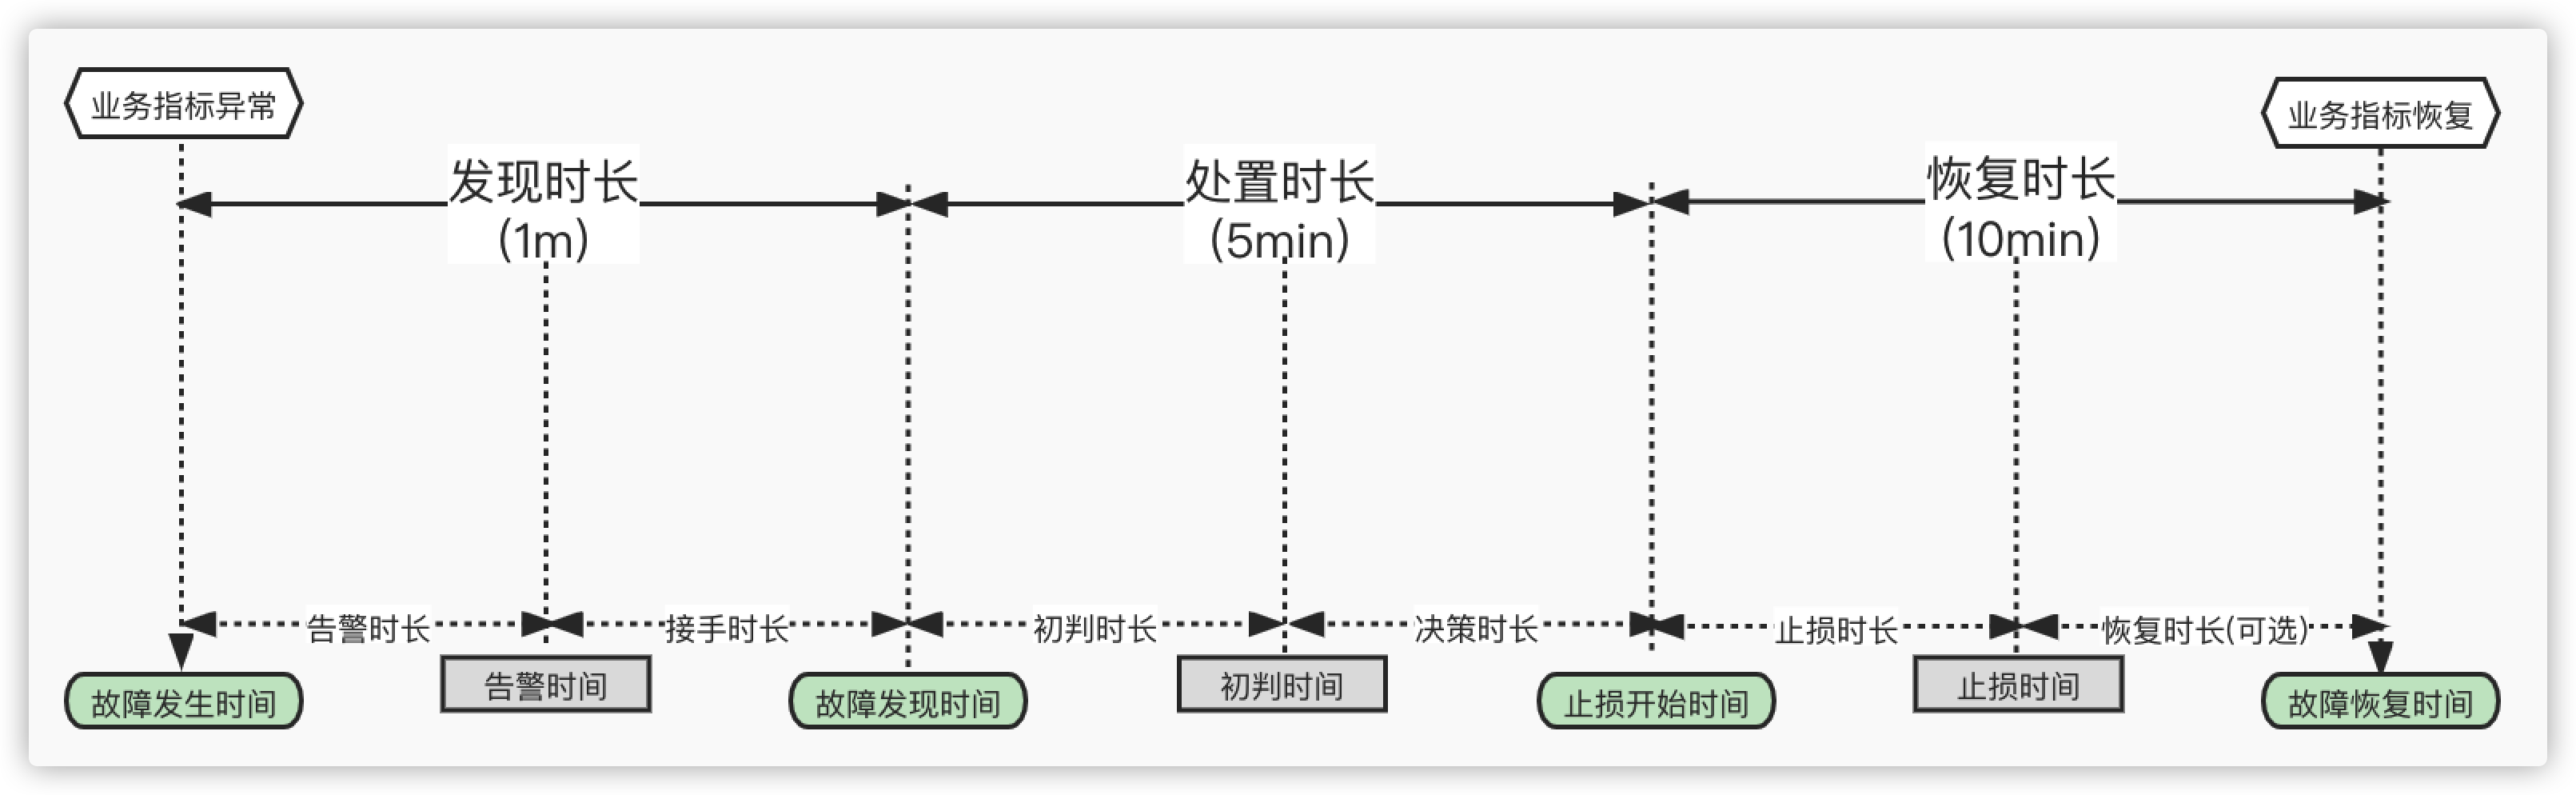 业务指标异常
业务指标恢复
发现时长
(1m)
处置时长
(5min)
恢复时长
(10min)
告警时长
接手时长
初判时长
决策时长
止损时长
恢复时长(可选)
故障发生时间
告警时间
故障发现时间
初判时间
止损开始时间
止损时间
故障恢复时间